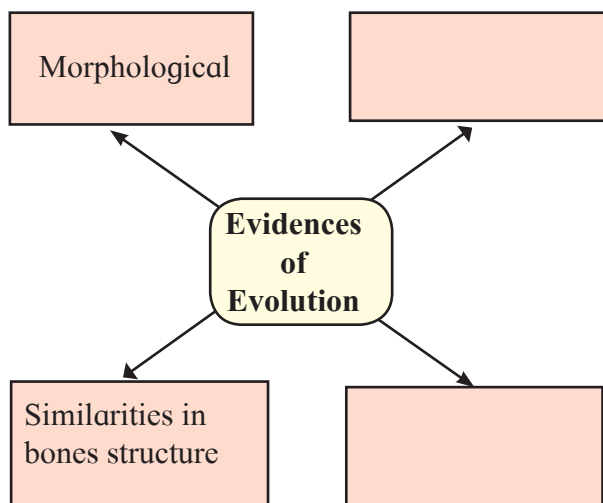 Morphological
Evidences
of
Evolution
Similarities in
bones structure